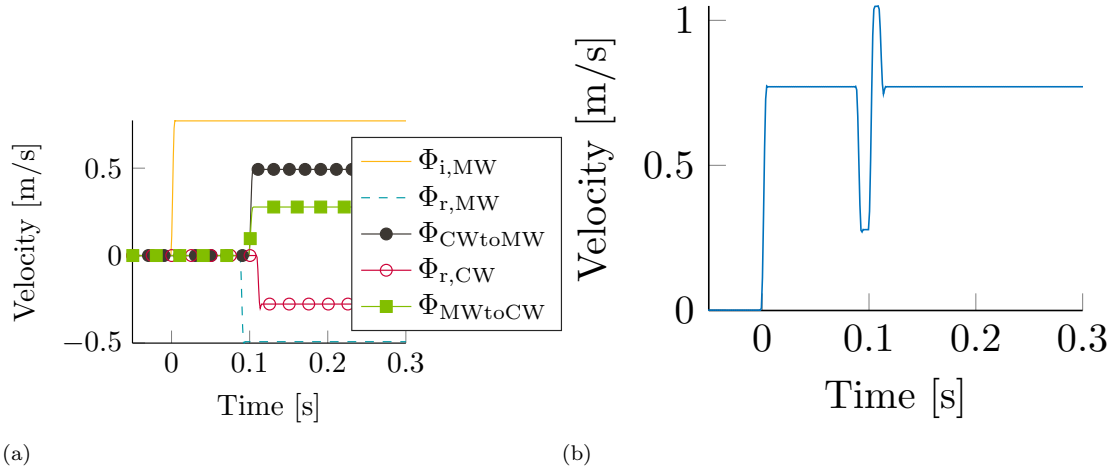 0.5
0
−0.5
0
0.1
0.2
0.3
Velocity [m/s]
Time [s]
Φi,MW
Φr,MW
ΦCWtoMW
Φr,CW
ΦMWtoCW
(a)
1
0.5
0
0
0.1
0.2
0.3
Velocity [m/s]
Time [s]
(b)